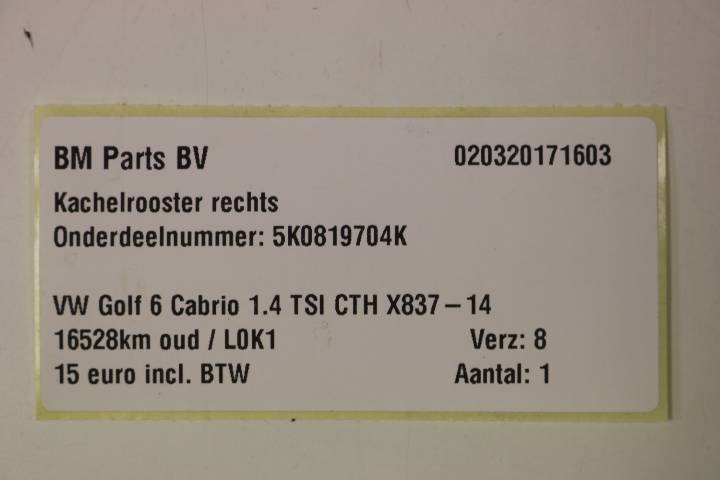 BM Parts BV 020320171603
Kachelrooster rechts
Onderdeelnummer: 5K0819704K
VW Golf 6 Cabrio 1.4 TSI CTH X837-14
16528km oud / L0K1 Verz: 8
15 euro incl. BTW Aantal: 1